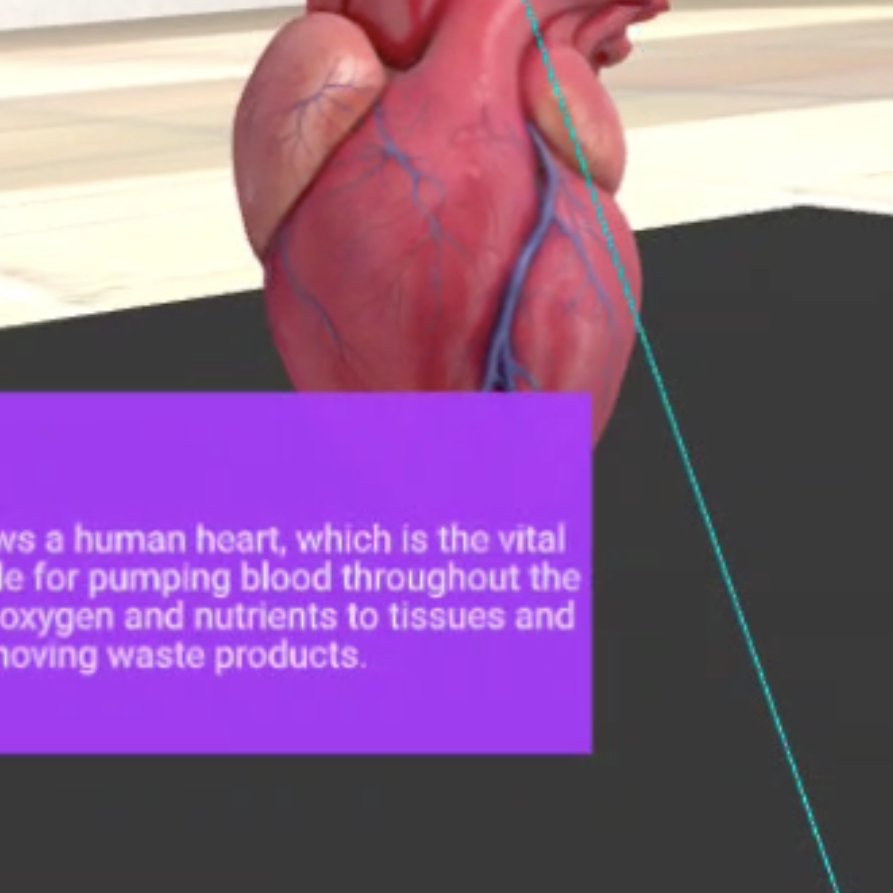 ws a human heart, which is the vital
le for pumping blood throughout the
oxygen and nutrients to tissues and
noving waste products.